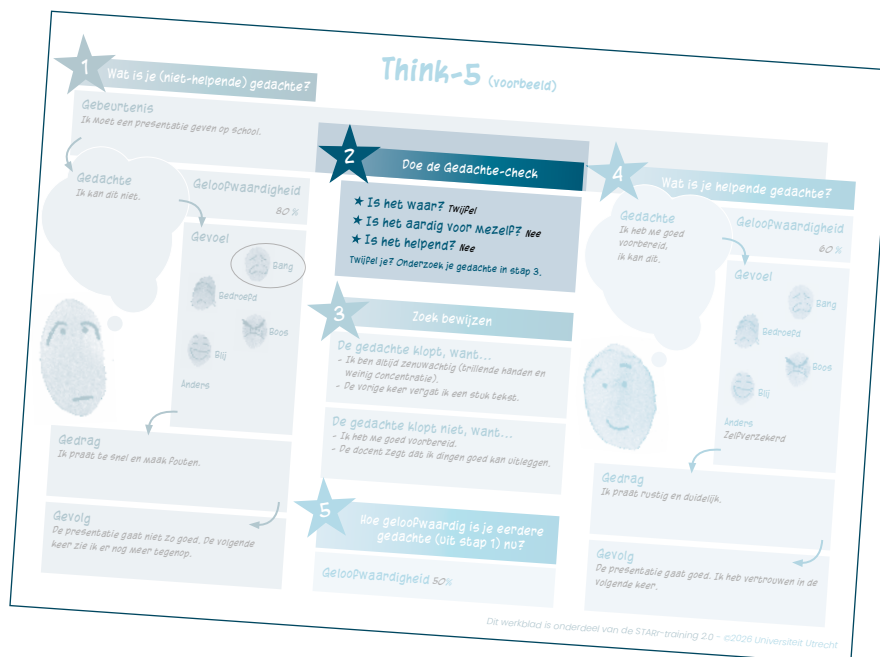 Think-5 (voorbeeld)
1
Wat is je (niet-helpende) gedachte?
Gebeurtenis
Ik moet een presentatie geven op school.
Gedachte
Ik kan dit niet.
Geloofwaardigheid
80 %
Gevoel
Bang
Bedroefd
Boos
Blij
Anders
Gedrag
Ik praat te snel en maak fouten.
Gevolg
De presentatie gaat niet zo goed. De volgende
keer zie ik er nog meer tegenop.
2
Doe de Gedachte-check
★ Is het waar? Twijfel
★ Is het aardig voor mezelf? Nee
★ Is het helpend? Nee
Twijfel je? Onderzoek je gedachte in stap 3.
3
Zoek bewijzen
De gedachte klopt, want...
- Ik ben altijd zenuwachtig (trillende handen en
weinig concentratie).
- De vorige keer vergat ik een stuk tekst.
De gedachte klopt niet, want...
- Ik heb me goed voorbereid.
- De docent zegt dat ik dingen goed kan uitleggen.
4
Wat is je helpende gedachte?
Gedachte
Ik heb me goed
voorbereid,
ik kan dit.
Geloofwaardigheid
60 %
Gevoel
Bang
Bedroefd
Boos
Blij
Anders
Zelfverzekerd
Gedrag
Ik praat rustig en duidelijk.
Gevolg
De presentatie gaat goed. Ik heb vertrouwen in de
volgende keer.
5
Hoe geloofwaardig is je eerdere
gedachte (uit stap 1) nu?
Geloofwaardigheid 50%
Dit werkblad is onderdeel van de STARr-training 2.0 - ©2026 Universiteit Utrecht